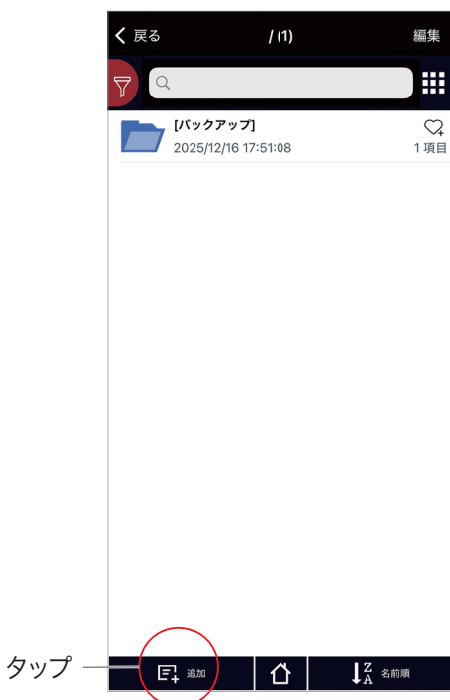 戻る / (1) 編集
[バックアップ]
2025/12/16 17:51:08 1 項目
タップ 追加 名前順